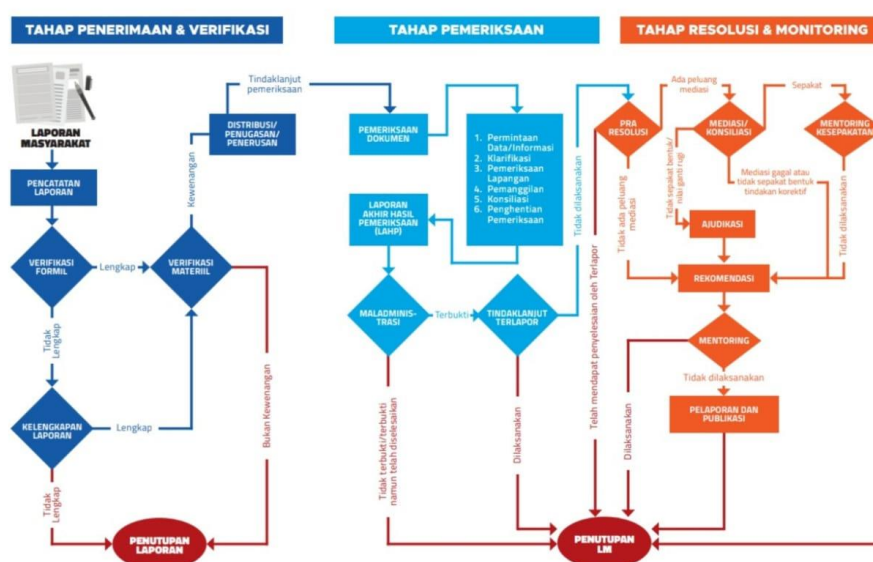 TAHAP PENERIMAAN & VERIFIKASI
LAPORAN
MASYARAKAT
PENCATATAN
LAPORAN
VERIFIKASI
FORMIL
Lengkap
VERIFIKASI
MATERIIL
Kewenangan
DISTRIBUSI/
PENUGASAN/
PENERUSAN
Tindaklanjut
pemeriksaan
Tidak
Lengkap
KELENGKAPAN
LAPORAN
Lengkap
Bukan Kewenangan
Tidak
Lengkap
PENUTUPAN
LAPORAN
TAHAP PEMERIKSAAN
PEMERIKSAAN
DOKUMEN
1. Permintaan
Data/Informasi
2. Klarifikasi
3. Pemeriksaan
Lapangan
4. Pemanggilan
5. Konsiliasi
6. Penghentian
Pemeriksaan
LAPORAN
AKHIR HASIL
PEMERIKSAAN
(LAHP)
MALADMINIS-
TRASI
Terbukti
TINDAKLANJUT
TERLAPOR
Tidak dilaksanakan
Tidak terbukti/terbukti
namun telah diselesaikan
Dilaksanakan
TAHAP RESOLUSI & MONITORING
PRA
RESOLUSI
Ada peluang
mediasi
MEDIASI/
KONSILIASI
Sepakat
MENTORING
KESEPAKATAN
Telah mendapat penyelesaian oleh Terlapor
Tidak ada peluang
mediasi
Tidak sepakat bentuk/
nilai ganti rugi
Mediasi gagal atau
tidak sepakat bentuk
tindakan korektif
Tidak dilaksanakan
AJUDIKASI
REKOMENDASI
MENTORING
Tidak dilaksanakan
Dilaksanakan
PELAPORAN DAN
PUBLIKASI
PENUTUPAN
LM